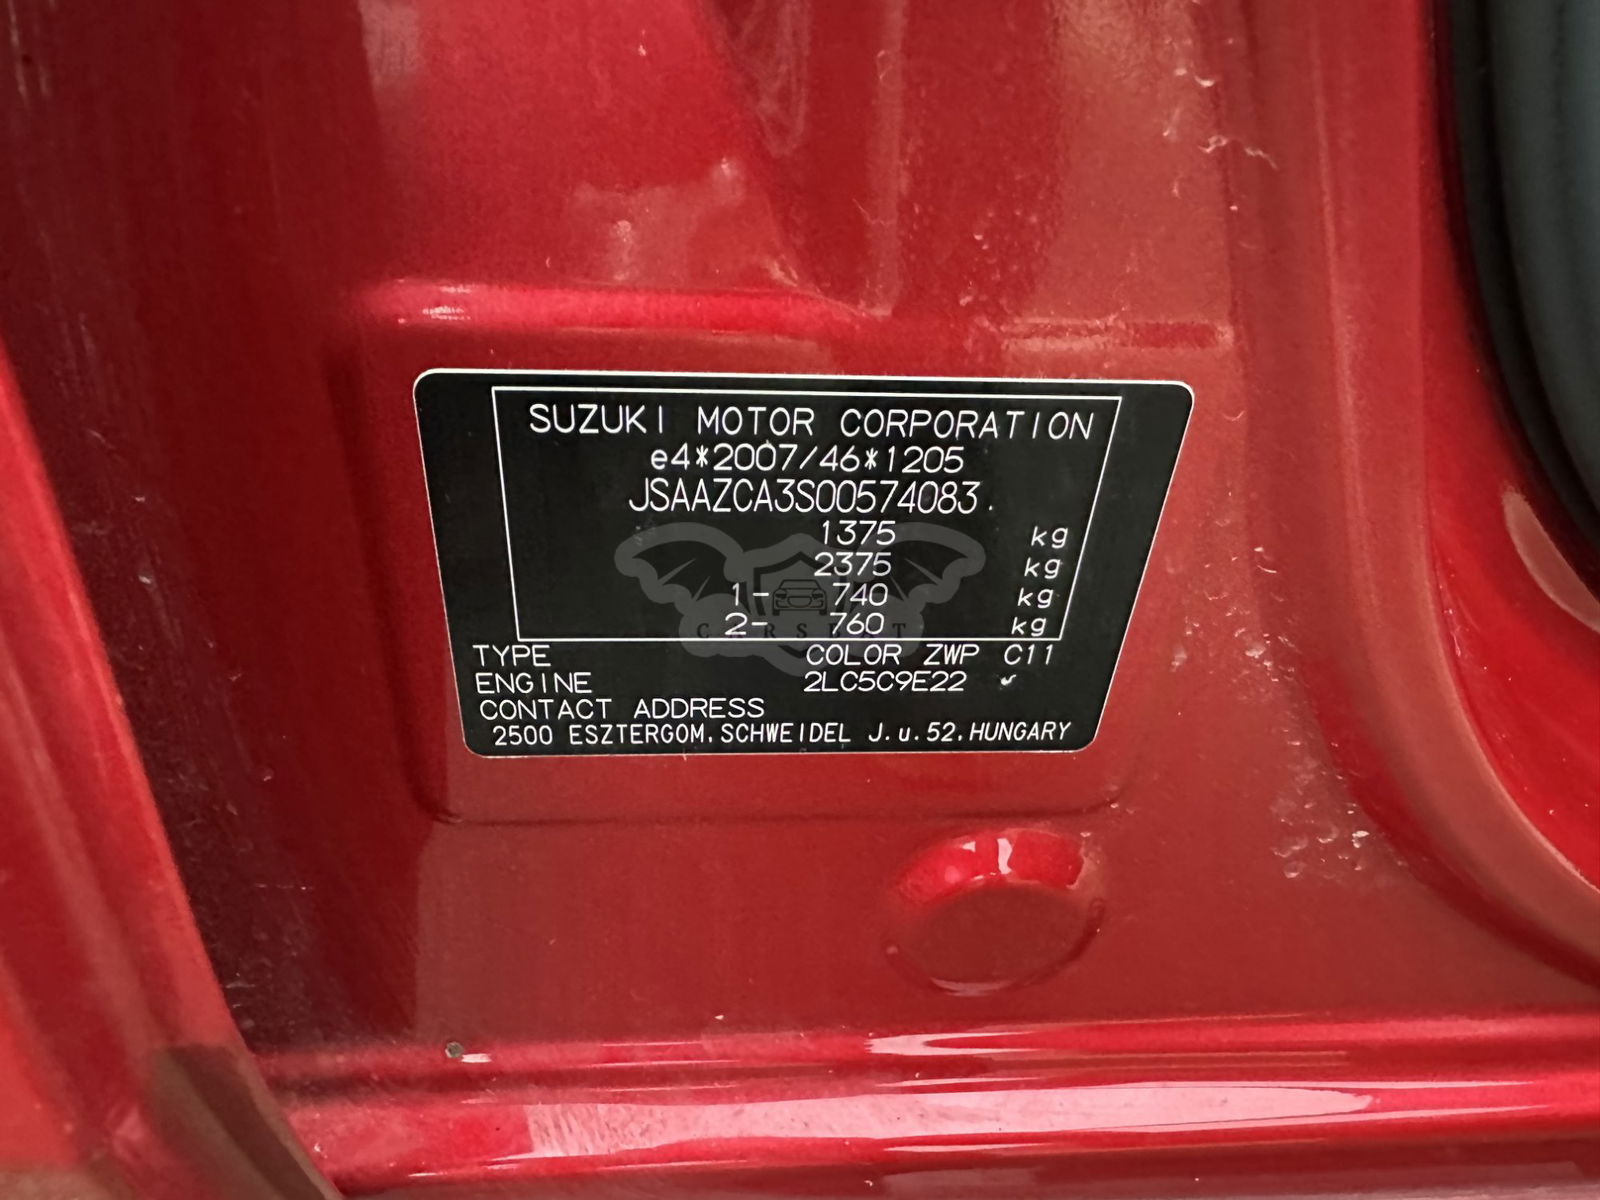 SUZUKI MOTOR CORPORATION
e4*2007/46*1205
JSAAZCA3S00574083.
1375 kg
2375 kg
1- 740 kg
2- 760 kg
CARSPOT
TYPE COLOR ZWP C11
ENGINE 2LC5C9E22
CONTACT ADDRESS
2500 ESZTERGOM.SCHWEIDEL J.u.52.HUNGARY